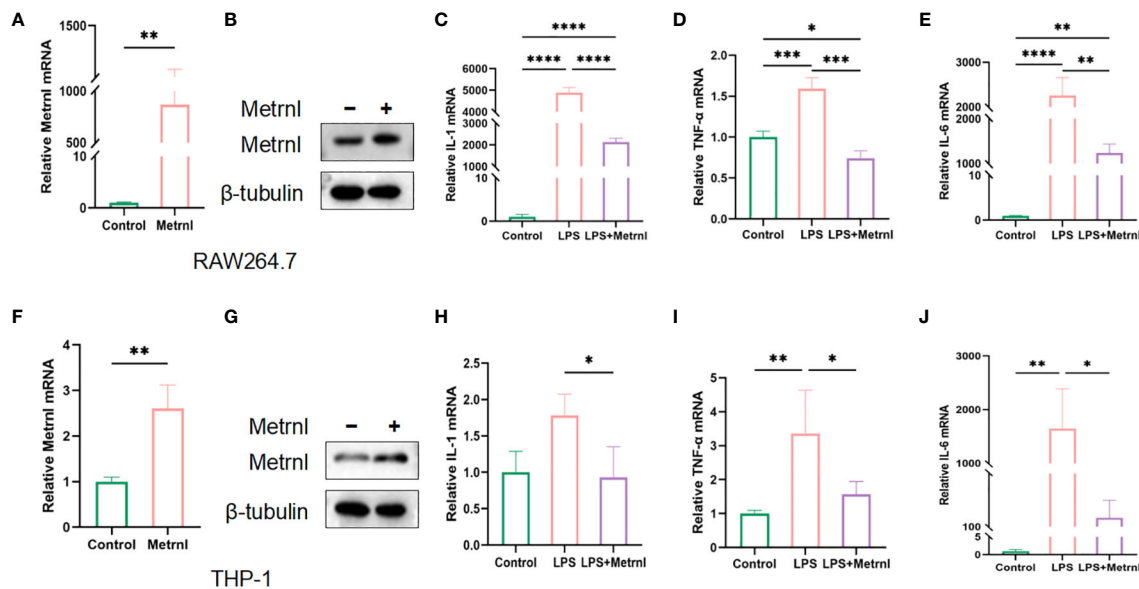 A
Relative Metrnl mRNA
1500
1000
500
10
0
**
Control Metrnl
B
Metrnl − +
Metrnl
β-tubulin
C
Relative IL-1 mRNA
6000
5000
4000
3000
2000
1000
10
0
****
**** ****
Control LPS LPS+Metrnl
D
Relative TNF-α mRNA
2.0
1.5
1.0
0.5
0.0
*
*** ***
Control LPS LPS+Metrnl
E
Relative IL-6 mRNA
3000
2000
2000
1000
10
0
**
**** **
Control LPS LPS+Metrnl
RAW264.7
F
Relative Metrnl mRNA
4
3
2
1
0
**
Control Metrnl
G
Metrnl − +
Metrnl
β-tubulin
H
Relative IL-1 mRNA
2.5
2.0
1.5
1.0
0.5
0.0
*
Control LPS LPS+Metrnl
I
Relative TNF-α mRNA
5
4
3
2
1
0
** *
Control LPS LPS+Metrnl
J
Relative IL-6 mRNA
3000
2000
1000
100
5
0
** *
Control LPS LPS+Metrnl
THP-1